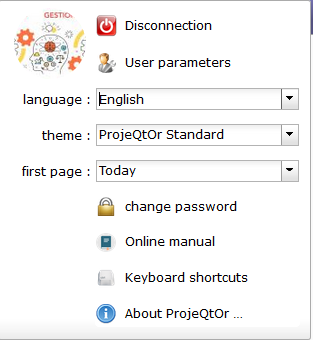 GESTION
Disconnection
User parameters
language : English
theme : ProjeQtOr Standard
first page : Today
change password
Online manual
Keyboard shortcuts
About ProjeQtOr ...